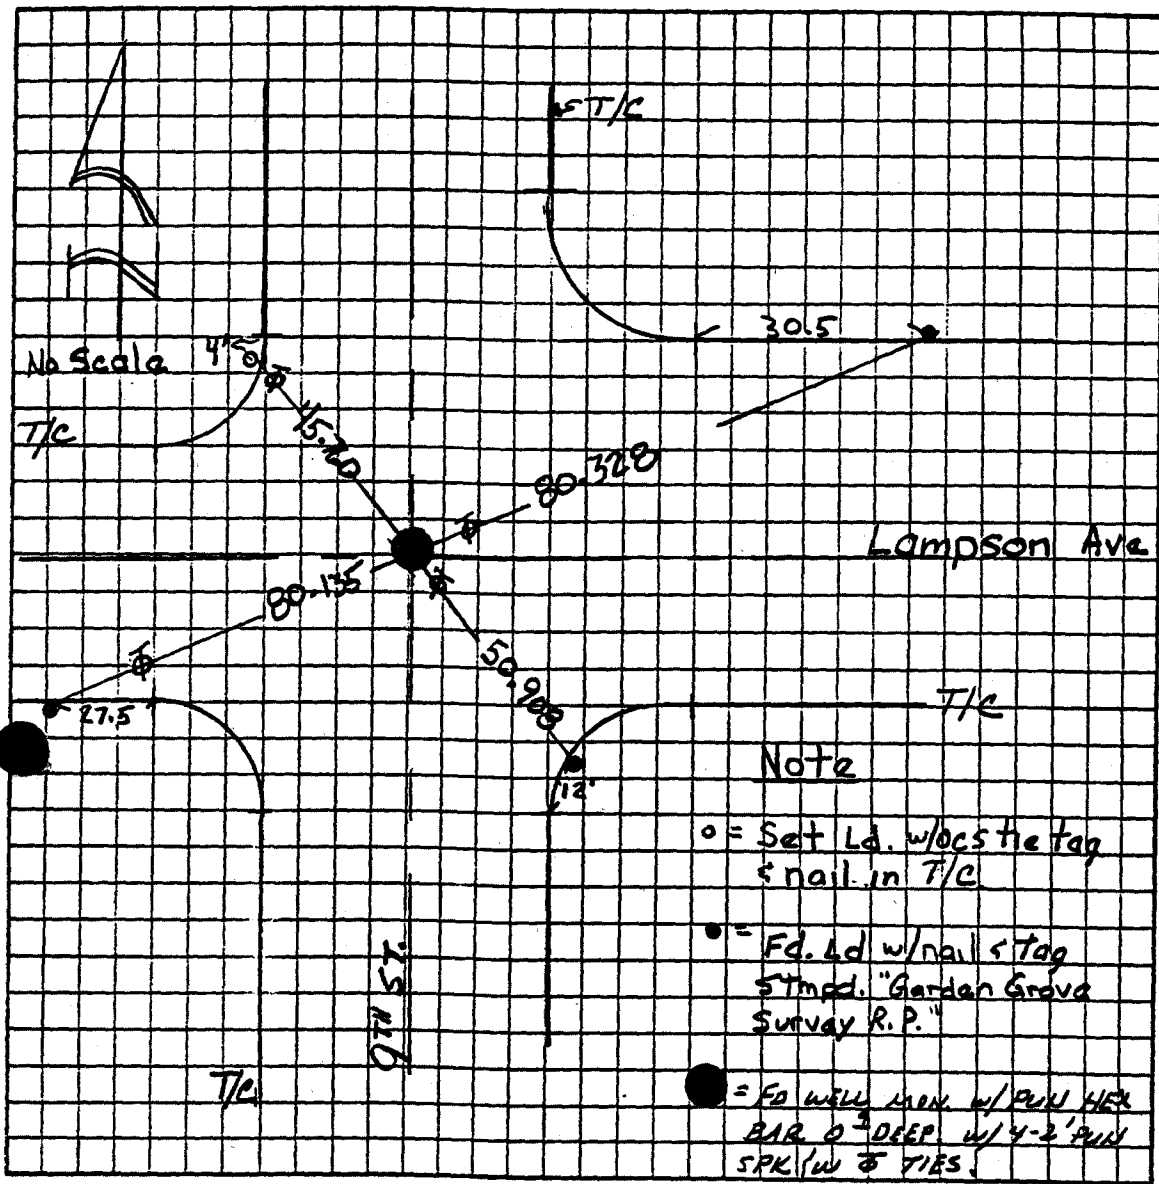 T/C
30.5
No Scale
4'
T/C
45.20
80.328
Lampson Ave
80.135
50.908
27.5
T/C
12'
Note
o = Set Ld. w/OCS tie tag
& nail in T/C
• = Fd. Ld w/nail & tag
Stmpd. "Garden Grove
Survey R.P."
9TH ST.
T/C
● = FD WELL MON. w/ PUN HEX
BAR DEEP. w/ 4-2' PUN
SPK TIES.